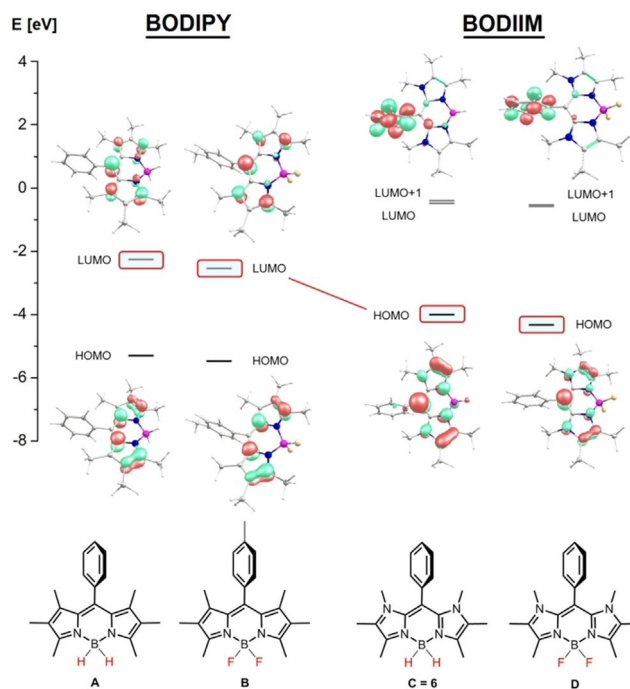 E [eV]
BODIPY
BODIIM
4
2
0
-2
-4
-6
-8
LUMO
HOMO
LUMO
HOMO
LUMO+1
LUMO
HOMO
LUMO+1
LUMO
HOMO
B
H H
N N
A
B
F F
N N
B
N N
N N
B
H H
C = 6
N N
N N
B
F F
D